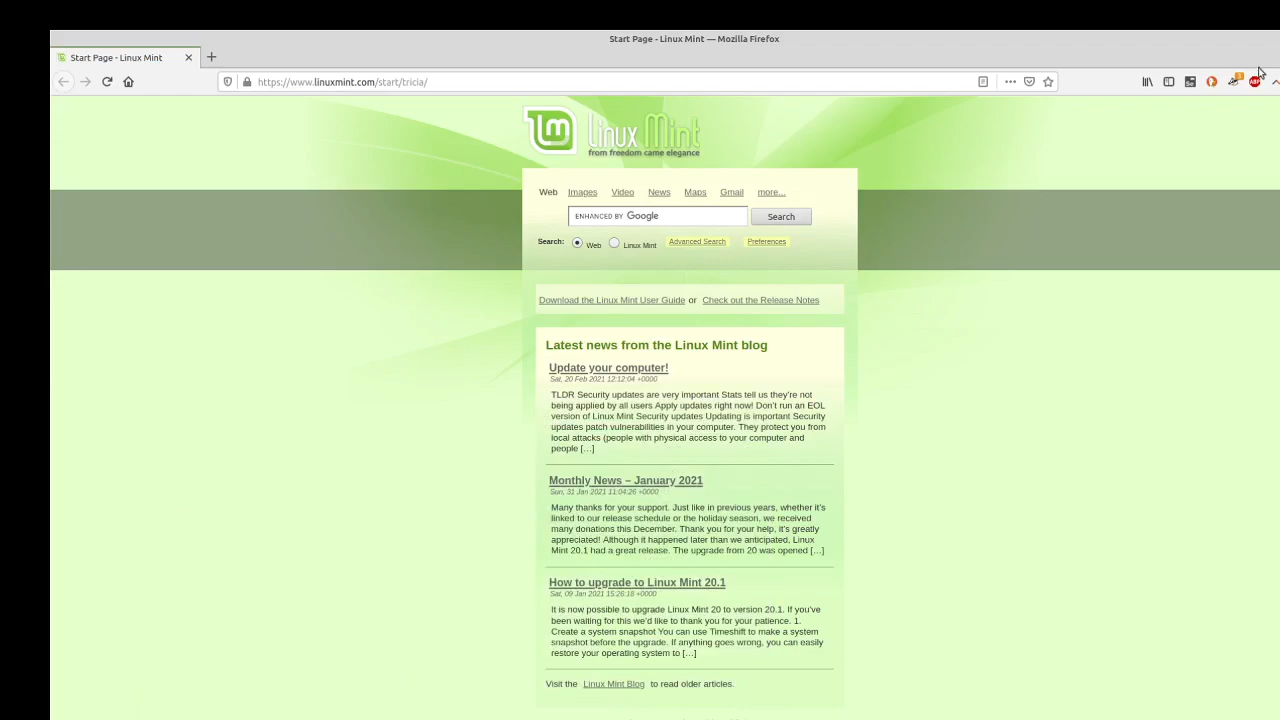 Start Page - Linux Mint — Mozilla Firefox
Start Page - Linux Mint
https://www.linuxmint.com/start/tricia/
3
ABP
lm Linux Mint
from freedom came elegance
Web Images Video News Maps Gmail more...
ENHANCED BY Google Search
Search: Web Linux Mint Advanced Search Preferences
Download the Linux Mint User Guide or Check out the Release Notes
Latest news from the Linux Mint blog
Update your computer!
Sat, 20 Feb 2021 12:12:04 +0000
TLDR Security updates are very important Stats tell us they're not
being applied by all users Apply updates right now! Don't run an EOL
version of Linux Mint Security updates Updating is important Security
updates patch vulnerabilities in your computer. They protect you from
local attacks (people with physical access to your computer and
people […]
Monthly News – January 2021
Sun, 31 Jan 2021 11:04:26 +0000
Many thanks for your support. Just like in previous years, whether it's
linked to our release schedule or the holiday season, we received
many donations this December. Thank you for your help, it's greatly
appreciated! Although it happened later than we anticipated, Linux
Mint 20.1 had a great release. The upgrade from 20 was opened […]
How to upgrade to Linux Mint 20.1
Sat, 09 Jan 2021 15:26:18 +0000
It is now possible to upgrade Linux Mint 20 to version 20.1. If you've
been waiting for this we'd like to thank you for your patience. 1.
Create a system snapshot You can use Timeshift to make a system
snapshot before the upgrade. If anything goes wrong, you can easily
restore your operating system to […]
Visit the Linux Mint Blog to read older articles.